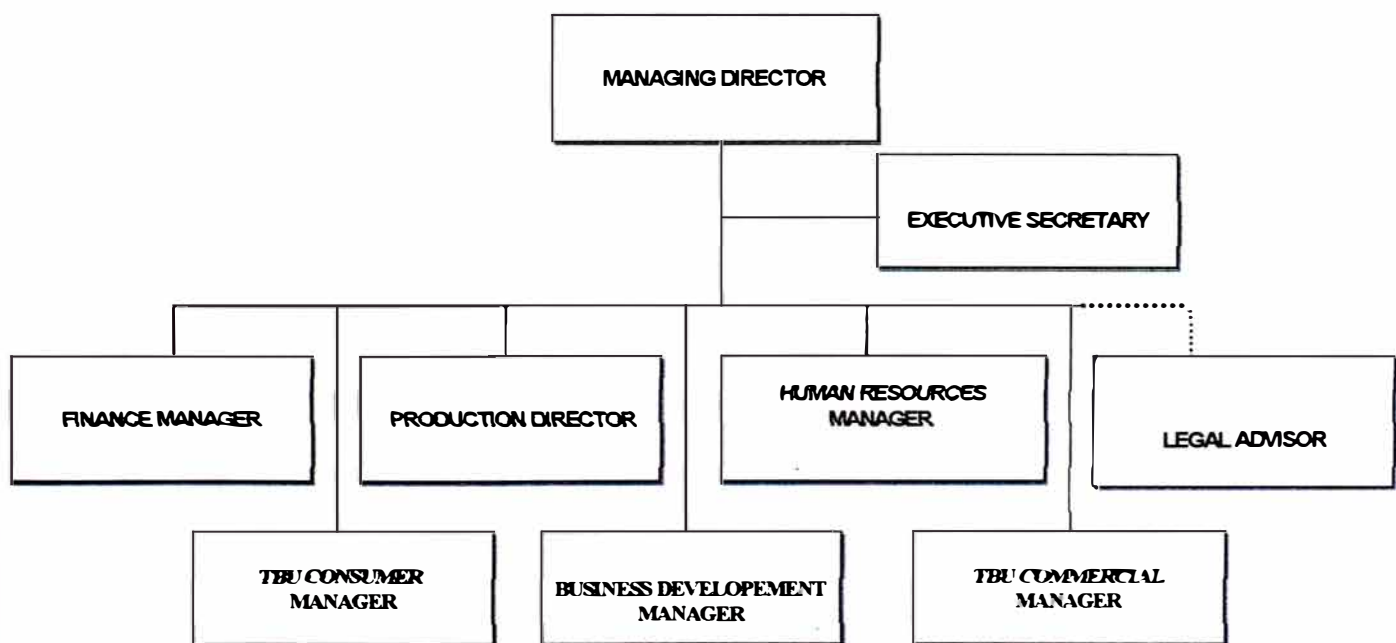 MANAGING DIRECTOR
EXECUTIVE SECRETARY
FINANCE MANAGER
PRODUCTION DIRECTOR
HUMAN RESOURCES
MANAGER
LEGAL ADVISOR
TBU CONSUMER
MANAGER
BUSINESS DEVELOPEMENT
MANAGER
TBU COMMERCIAL
MANAGER